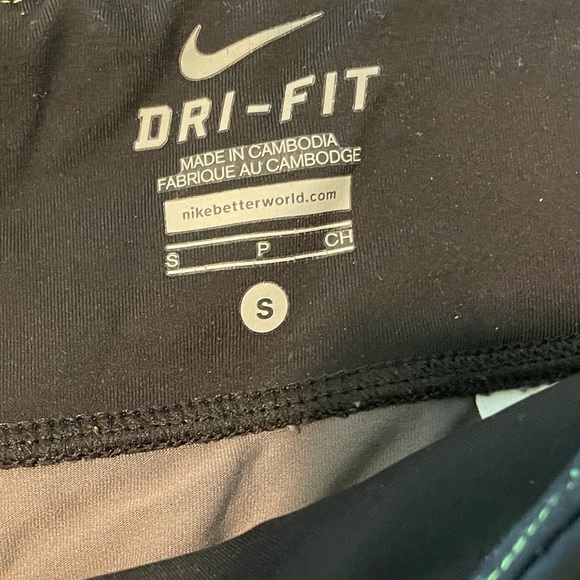 DRI-FIT
MADE IN CAMBODIA
FABRIQUE AU CAMBODGE
nikebetterworld.com
S P CH
S